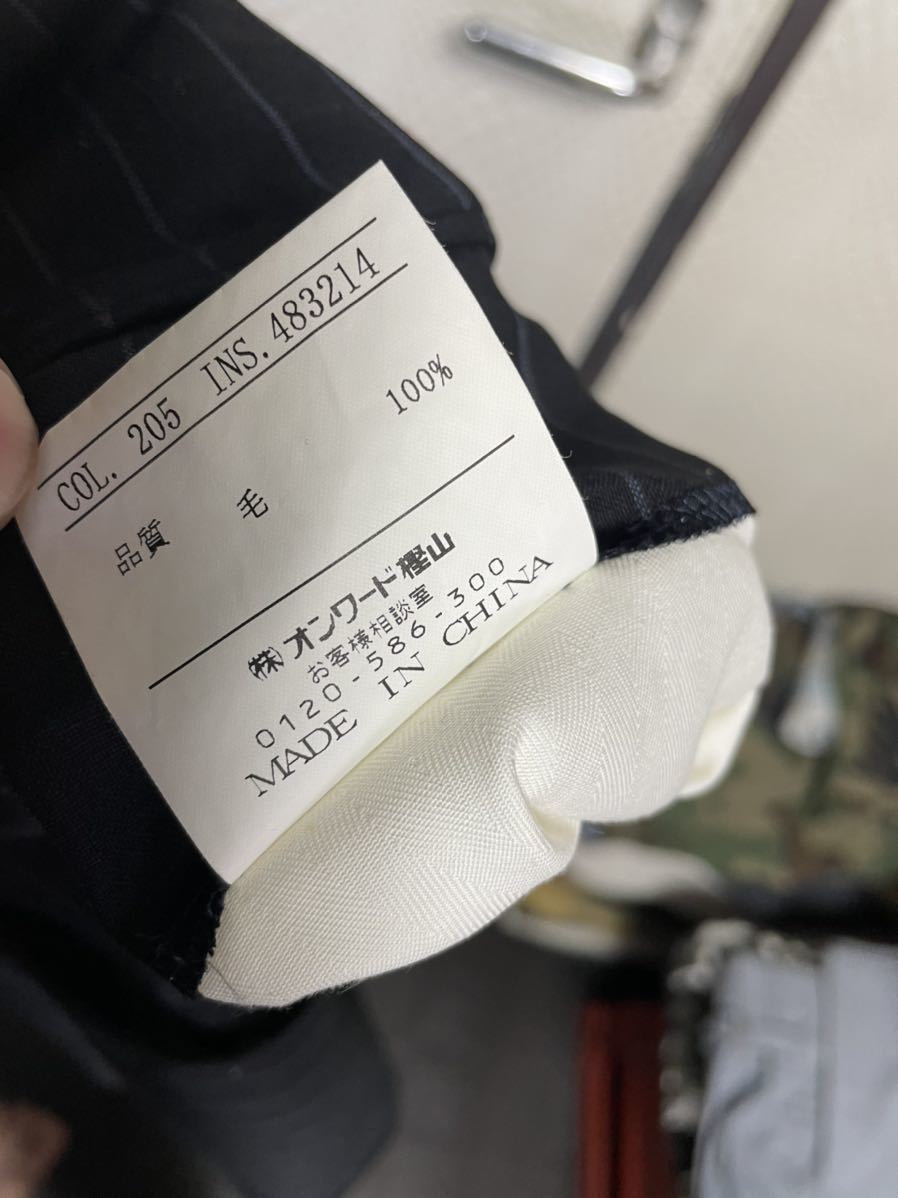 COL. 205 INS. 483214
品質 毛 100%
㈱オンワード樫山
お客様相談室
0120-586-300
MADE IN CHINA